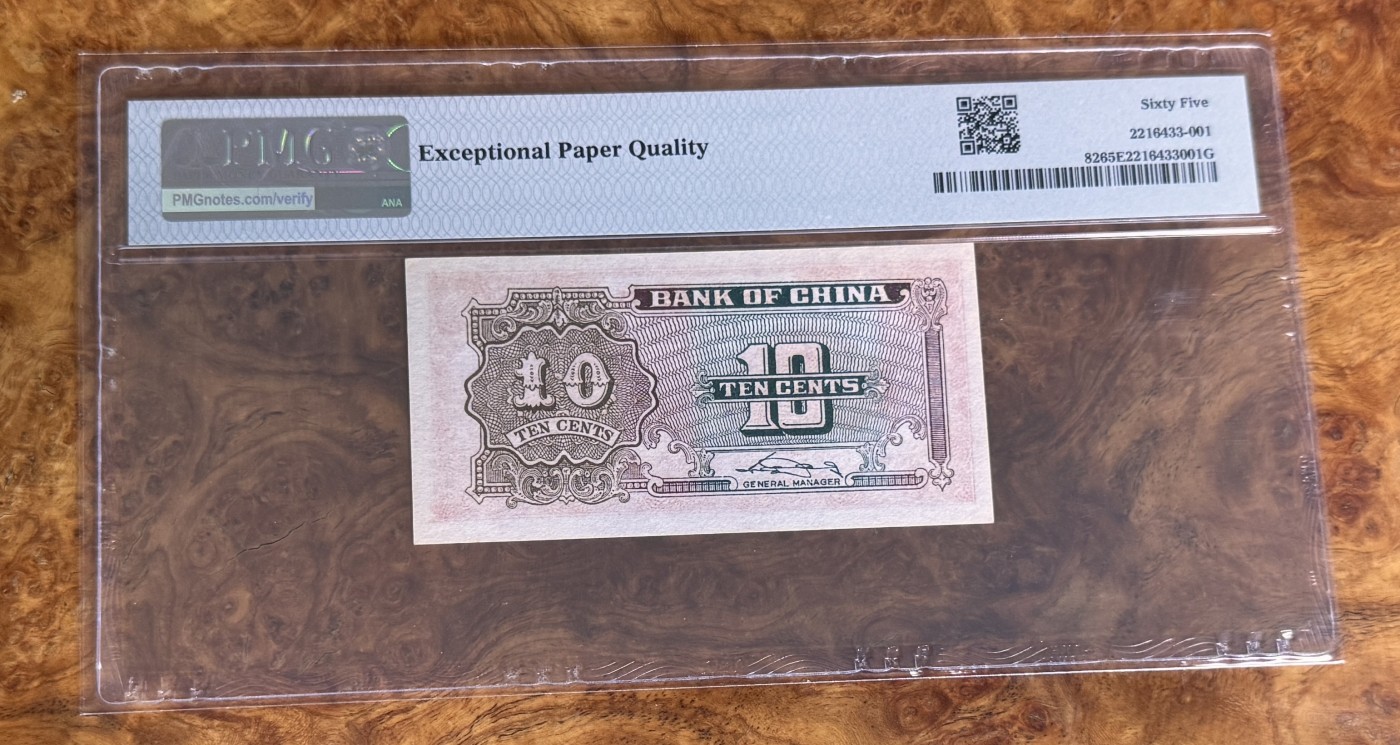 PMG
PMGnotes.com/verify
ANA
Exceptional Paper Quality
Sixty Five
2216433-001
8265E2216433001G
BANK OF CHINA
10
TEN CENTS
10
TEN CENTS
GENERAL MANAGER